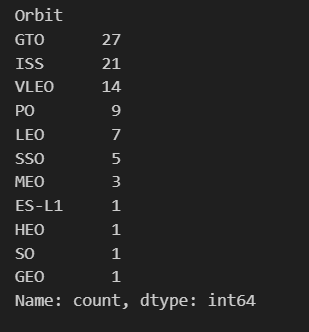 Orbit
GTO      27
ISS      21
VLEO     14
PO        9
LEO       7
SSO       5
MEO       3
ES-L1     1
HEO       1
SO        1
GEO       1
Name: count, dtype: int64